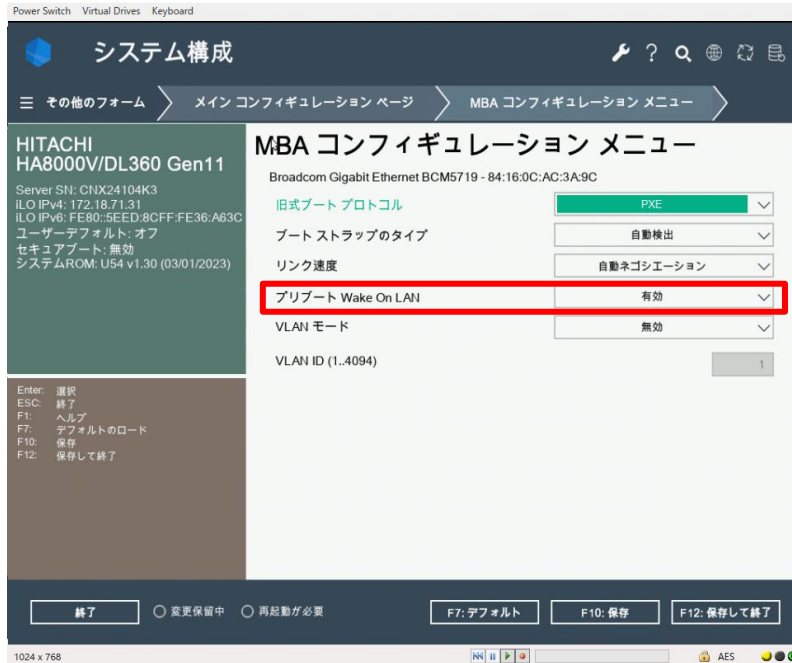 Power Switch Virtual Drives Keyboard
システム構成
?
その他のフォーム メイン コンフィギュレーション ページ MBA コンフィギュレーション メニュー
HITACHI
HA8000V/DL360 Gen11
Server SN: CNX24104K3
iLO IPv4: 172.18.71.31
iLO IPv6: FE80::5EED:8CFF:FE36:A63C
ユーザーデフォルト: オフ
セキュアブート: 無効
システムROM: U54 v1.30 (03/01/2023)
Enter: 選択
ESC: 終了
F1: ヘルプ
F7: デフォルトのロード
F10: 保存
F12: 保存して終了
MBA コンフィギュレーション メニュー
Broadcom Gigabit Ethernet BCM5719 - 84:16:0C:AC:3A:9C
旧式ブート プロトコル PXE
ブート ストラップのタイプ 自動検出
リンク速度 自動ネゴシエーション
プリブート Wake On LAN 有効
VLAN モード 無効
VLAN ID (1..4094) 1
終了 変更保留中 再起動が必要 F7: デフォルト F10: 保存 F12: 保存して終了
1024 x 768 AES